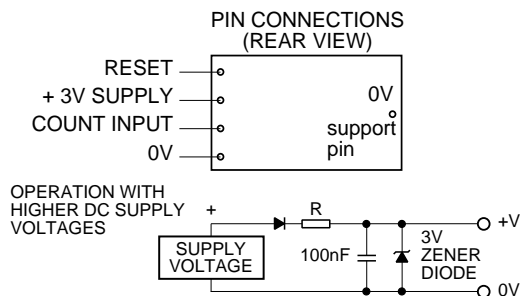 PIN CONNECTIONS
(REAR VIEW)
RESET
+ 3V SUPPLY
COUNT INPUT
0V
0V
support
pin
OPERATION WITH
HIGHER DC SUPPLY
VOLTAGES
+
SUPPLY
VOLTAGE
R
100nF
3V
ZENER
DIODE
+V
0V